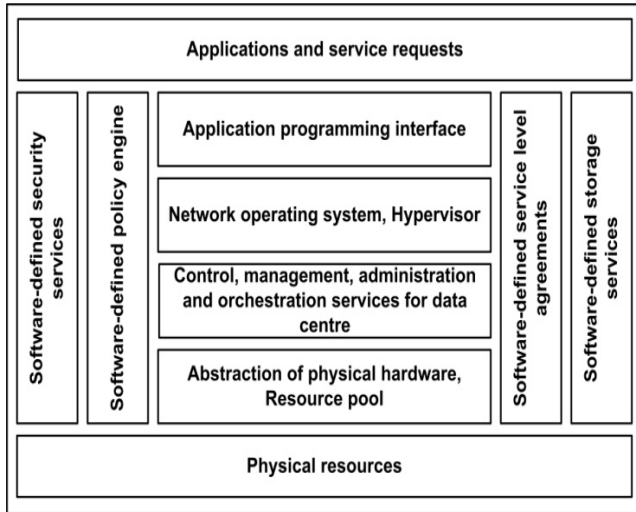 Applications and service requests
Software-defined security
services
Software-defined policy engine
Application programming interface
Network operating system, Hypervisor
Control, management, administration
and orchestration services for data
centre
Abstraction of physical hardware,
Resource pool
Software-defined service level
agreements
Software-defined storage
services
Physical resources